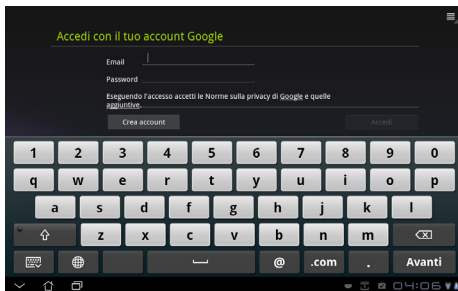 Accedi con il tuo account Google
Email
Password
Eseguendo l'accesso accetti le Norme sulla privacy di Google e quelle
aggiuntive.
Crea account Accedi
1 2 3 4 5 6 7 8 9 0
q w e r t y u i o p
a s d f g h j k l
z x c v b n m
@ .com . Avanti
04:06